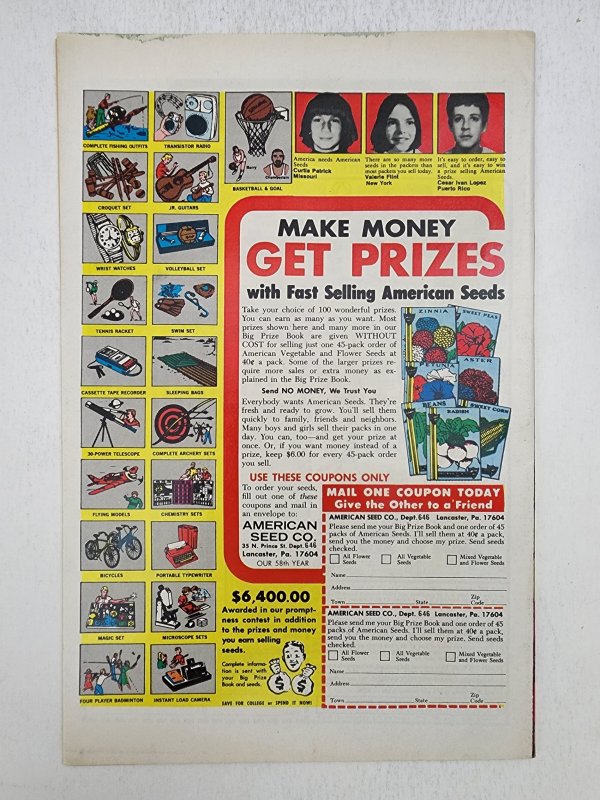 COMPLETE FISHING OUTFITS
TRANSISTOR RADIO
CROQUET SET
JR. GUITARS
WRIST WATCHES
VOLLEYBALL SET
TENNIS RACKET
SWIM SET
CASSETTE TAPE RECORDER
SLEEPING BAGS
30-POWER TELESCOPE
COMPLETE ARCHERY SETS
FLYING MODELS
CHEMISTRY SETS
BICYCLES
PORTABLE TYPEWRITER
MAGIC SET
MICROSCOPE SETS
FOUR PLAYER BADMINTON
INSTANT LOAD CAMERA
BASKETBALL & GOAL
America needs American
Seeds
Curtis Patrick
Missouri
There are so many more
seeds in the packets than
most packets you sell today.
Valerie Flint
New York
It's easy to order, easy to
sell, and it's easy to win
a prize selling American
Seeds.
Cesar Ivan Lopez
Puerto Rico
MAKE MONEY
GET PRIZES
with Fast Selling American Seeds
Take your choice of 100 wonderful prizes.
You can earn as many as you want. Most
prizes shown here and many more in our
Big Prize Book are given WITHOUT
COST for selling just one 45-pack order of
American Vegetable and Flower Seeds at
40¢ a pack. Some of the larger prizes re-
quire more sales or extra money as ex-
plained in the Big Prize Book.
Send NO MONEY, We Trust You
Everybody wants American Seeds. They're
fresh and ready to grow. You'll sell them
quickly to family, friends and neighbors.
Many boys and girls sell their packs in one
day. You can, too—and get your prize at
once. Or, if you want money instead of a
prize, keep $6.00 for every 45-pack order
you sell.
ZINNIA
SWEET PEAS
PETUNIA
ASTER
BEANS
RADISH
SWEET CORN
USE THESE COUPONS ONLY
To order your seeds,
fill out one of these
coupons and mail in
an envelope to:
AMERICAN
SEED CO.
35 N. Prince St. Dept. 646
Lancaster, Pa. 17604
OUR 58th YEAR
$6,400.00
Awarded in our prompt-
ness contest in addition
to the prizes and money
you earn selling
seeds.
Complete informa-
tion is sent with
your Big Prize
Book and seeds.
SAVE FOR COLLEGE or SPEND IT NOW!
MAIL ONE COUPON TODAY
Give the Other to a Friend
AMERICAN SEED CO., Dept. 646 Lancaster, Pa. 17604
Please send me your Big Prize Book and one order of 45
packs of American Seeds. I'll sell them at 40¢ a pack,
send you the money and choose my prize. Send seeds
checked.
All Flower Seeds
All Vegetable Seeds
Mixed Vegetable and Flower Seeds
Name
Address
Town State Zip Code
AMERICAN SEED CO., Dept. 646 Lancaster, Pa. 17604
Please send me your Big Prize Book and one order of 45
packs of American Seeds. I'll sell them at 40¢ a pack,
send you the money and choose my prize. Send seeds
checked.
All Flower Seeds
All Vegetable Seeds
Mixed Vegetable and Flower Seeds
Name
Address
Town State Zip Code